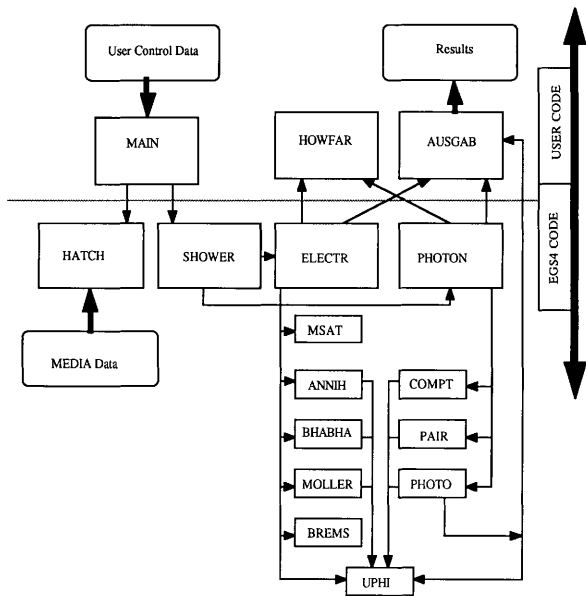 User Control Data
Results
MAIN
HOWFAR
AUSGAB
USER CODE
HATCH
SHOWER
ELECTR
PHOTON
EGS4 CODE
MEDIA Data
MSAT
ANNIH
COMPT
BHABHA
PAIR
MOLLER
PHOTO
BREMS
UPHI